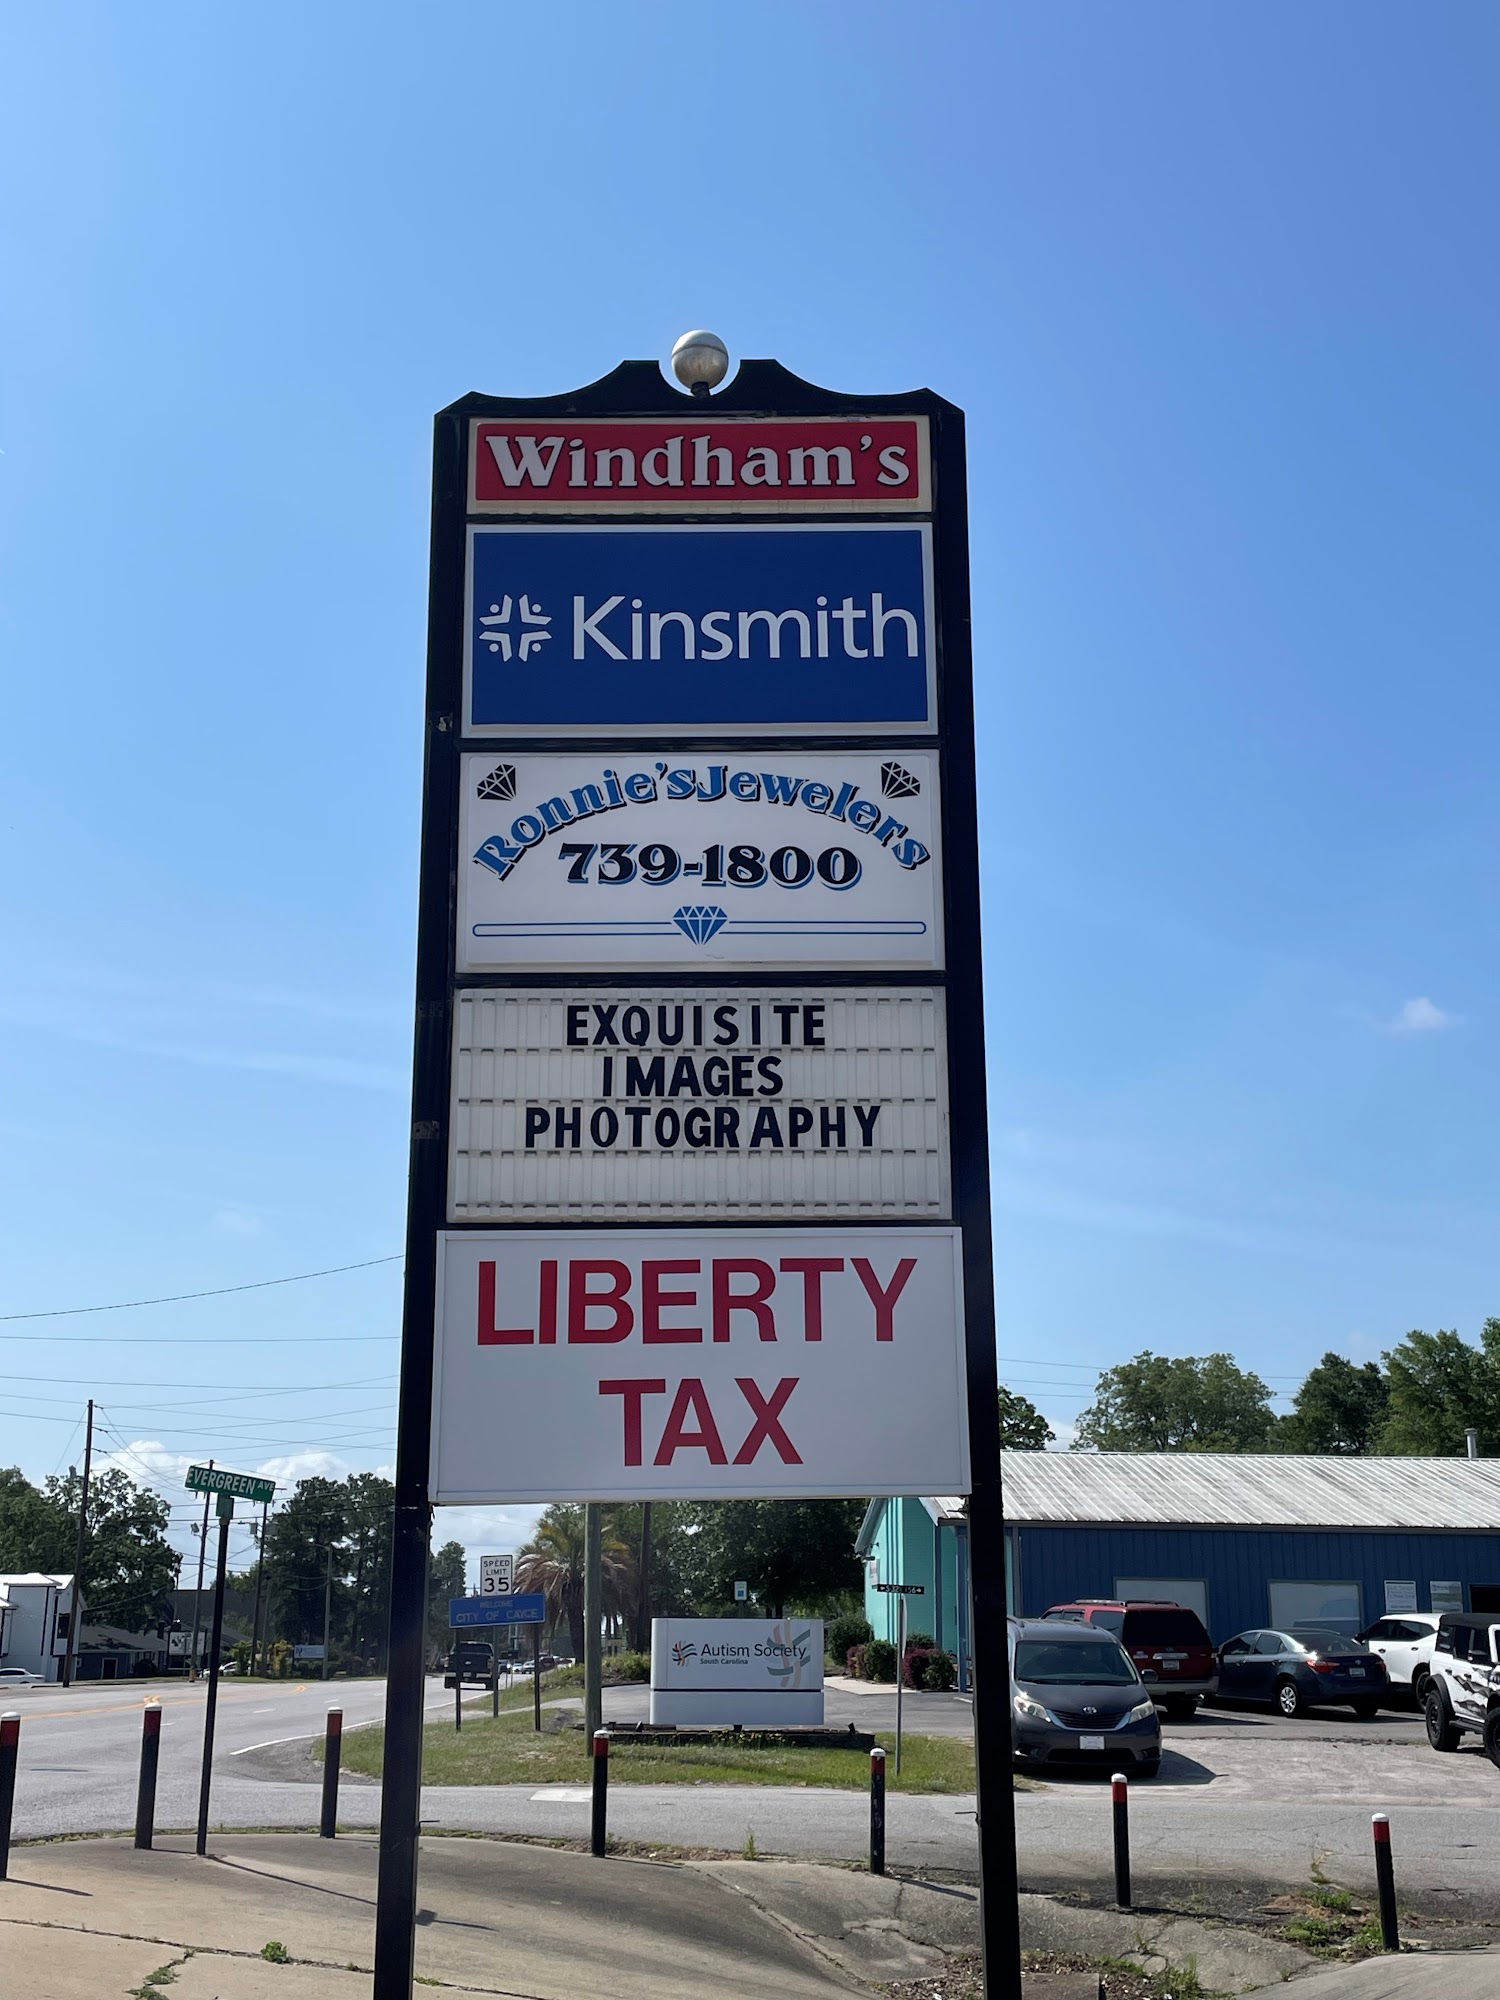 Windham's
Kinsmith
Ronnie's Jewelers
739-1800
EXQUISITE
IMAGES
PHOTOGRAPHY
LIBERTY
TAX
EVERGREEN AVE
SPEED
LIMIT
35
WELCOME
CITY OF CAYCE
Autism Society
South Carolina